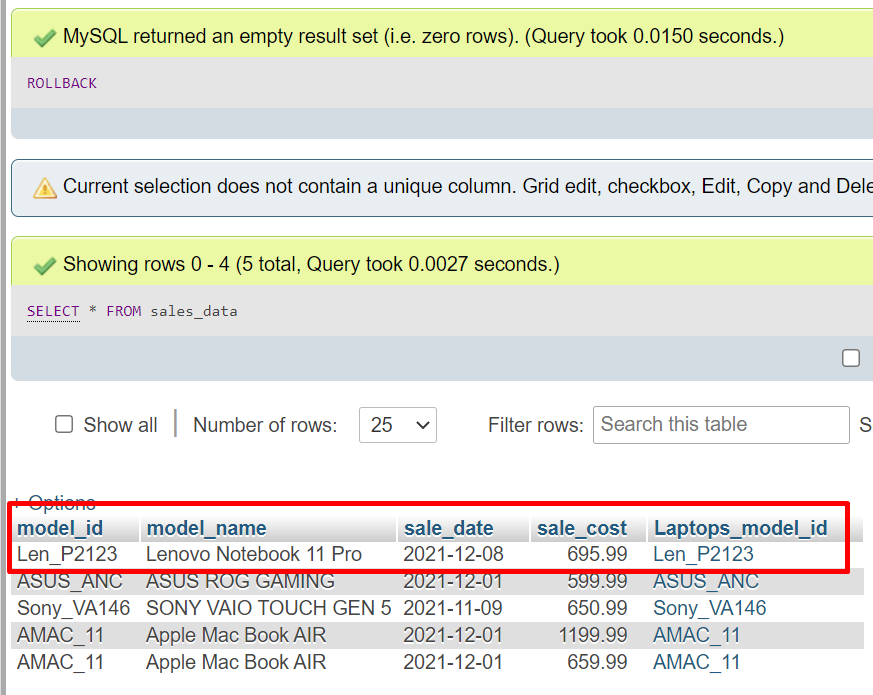 MySQL returned an empty result set (i.e. zero rows). (Query took 0.0150 seconds.)
ROLLBACK
Current selection does not contain a unique column. Grid edit, checkbox, Edit, Copy and Dele
Showing rows 0 - 4 (5 total, Query took 0.0027 seconds.)
SELECT * FROM sales_data
Show all | Number of rows: 25 Filter rows: Search this table S
+ Options
model_id model_name sale_date sale_cost Laptops_model_id
Len_P2123 Lenovo Notebook 11 Pro 2021-12-08 695.99 Len_P2123
ASUS_ANC ASUS ROG GAMING 2021-12-01 599.99 ASUS_ANC
Sony_VA146 SONY VAIO TOUCH GEN 5 2021-11-09 650.99 Sony_VA146
AMAC_11 Apple Mac Book AIR 2021-12-01 1199.99 AMAC_11
AMAC_11 Apple Mac Book AIR 2021-12-01 659.99 AMAC_11